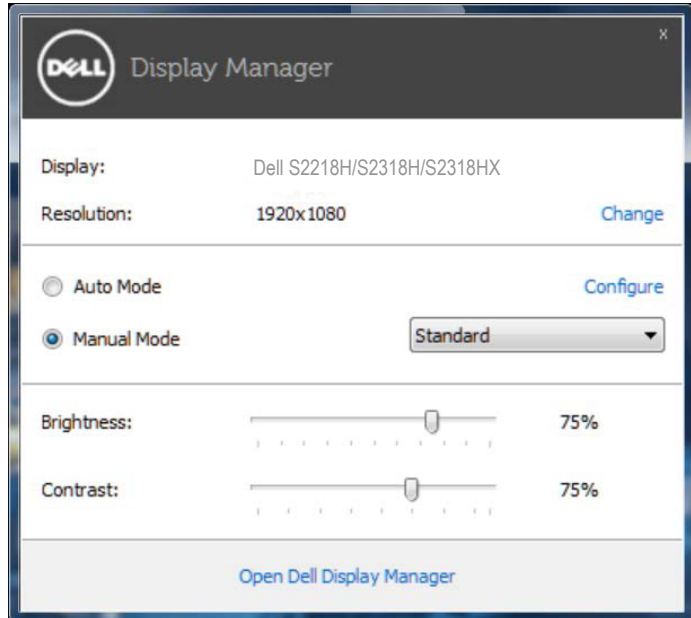 DELL Display Manager x
Display: Dell S2218H/S2318H/S2318HX
Resolution: 1920x1080 Change
Auto Mode Configure
Manual Mode Standard
Brightness: 75%
Contrast: 75%
Open Dell Display Manager